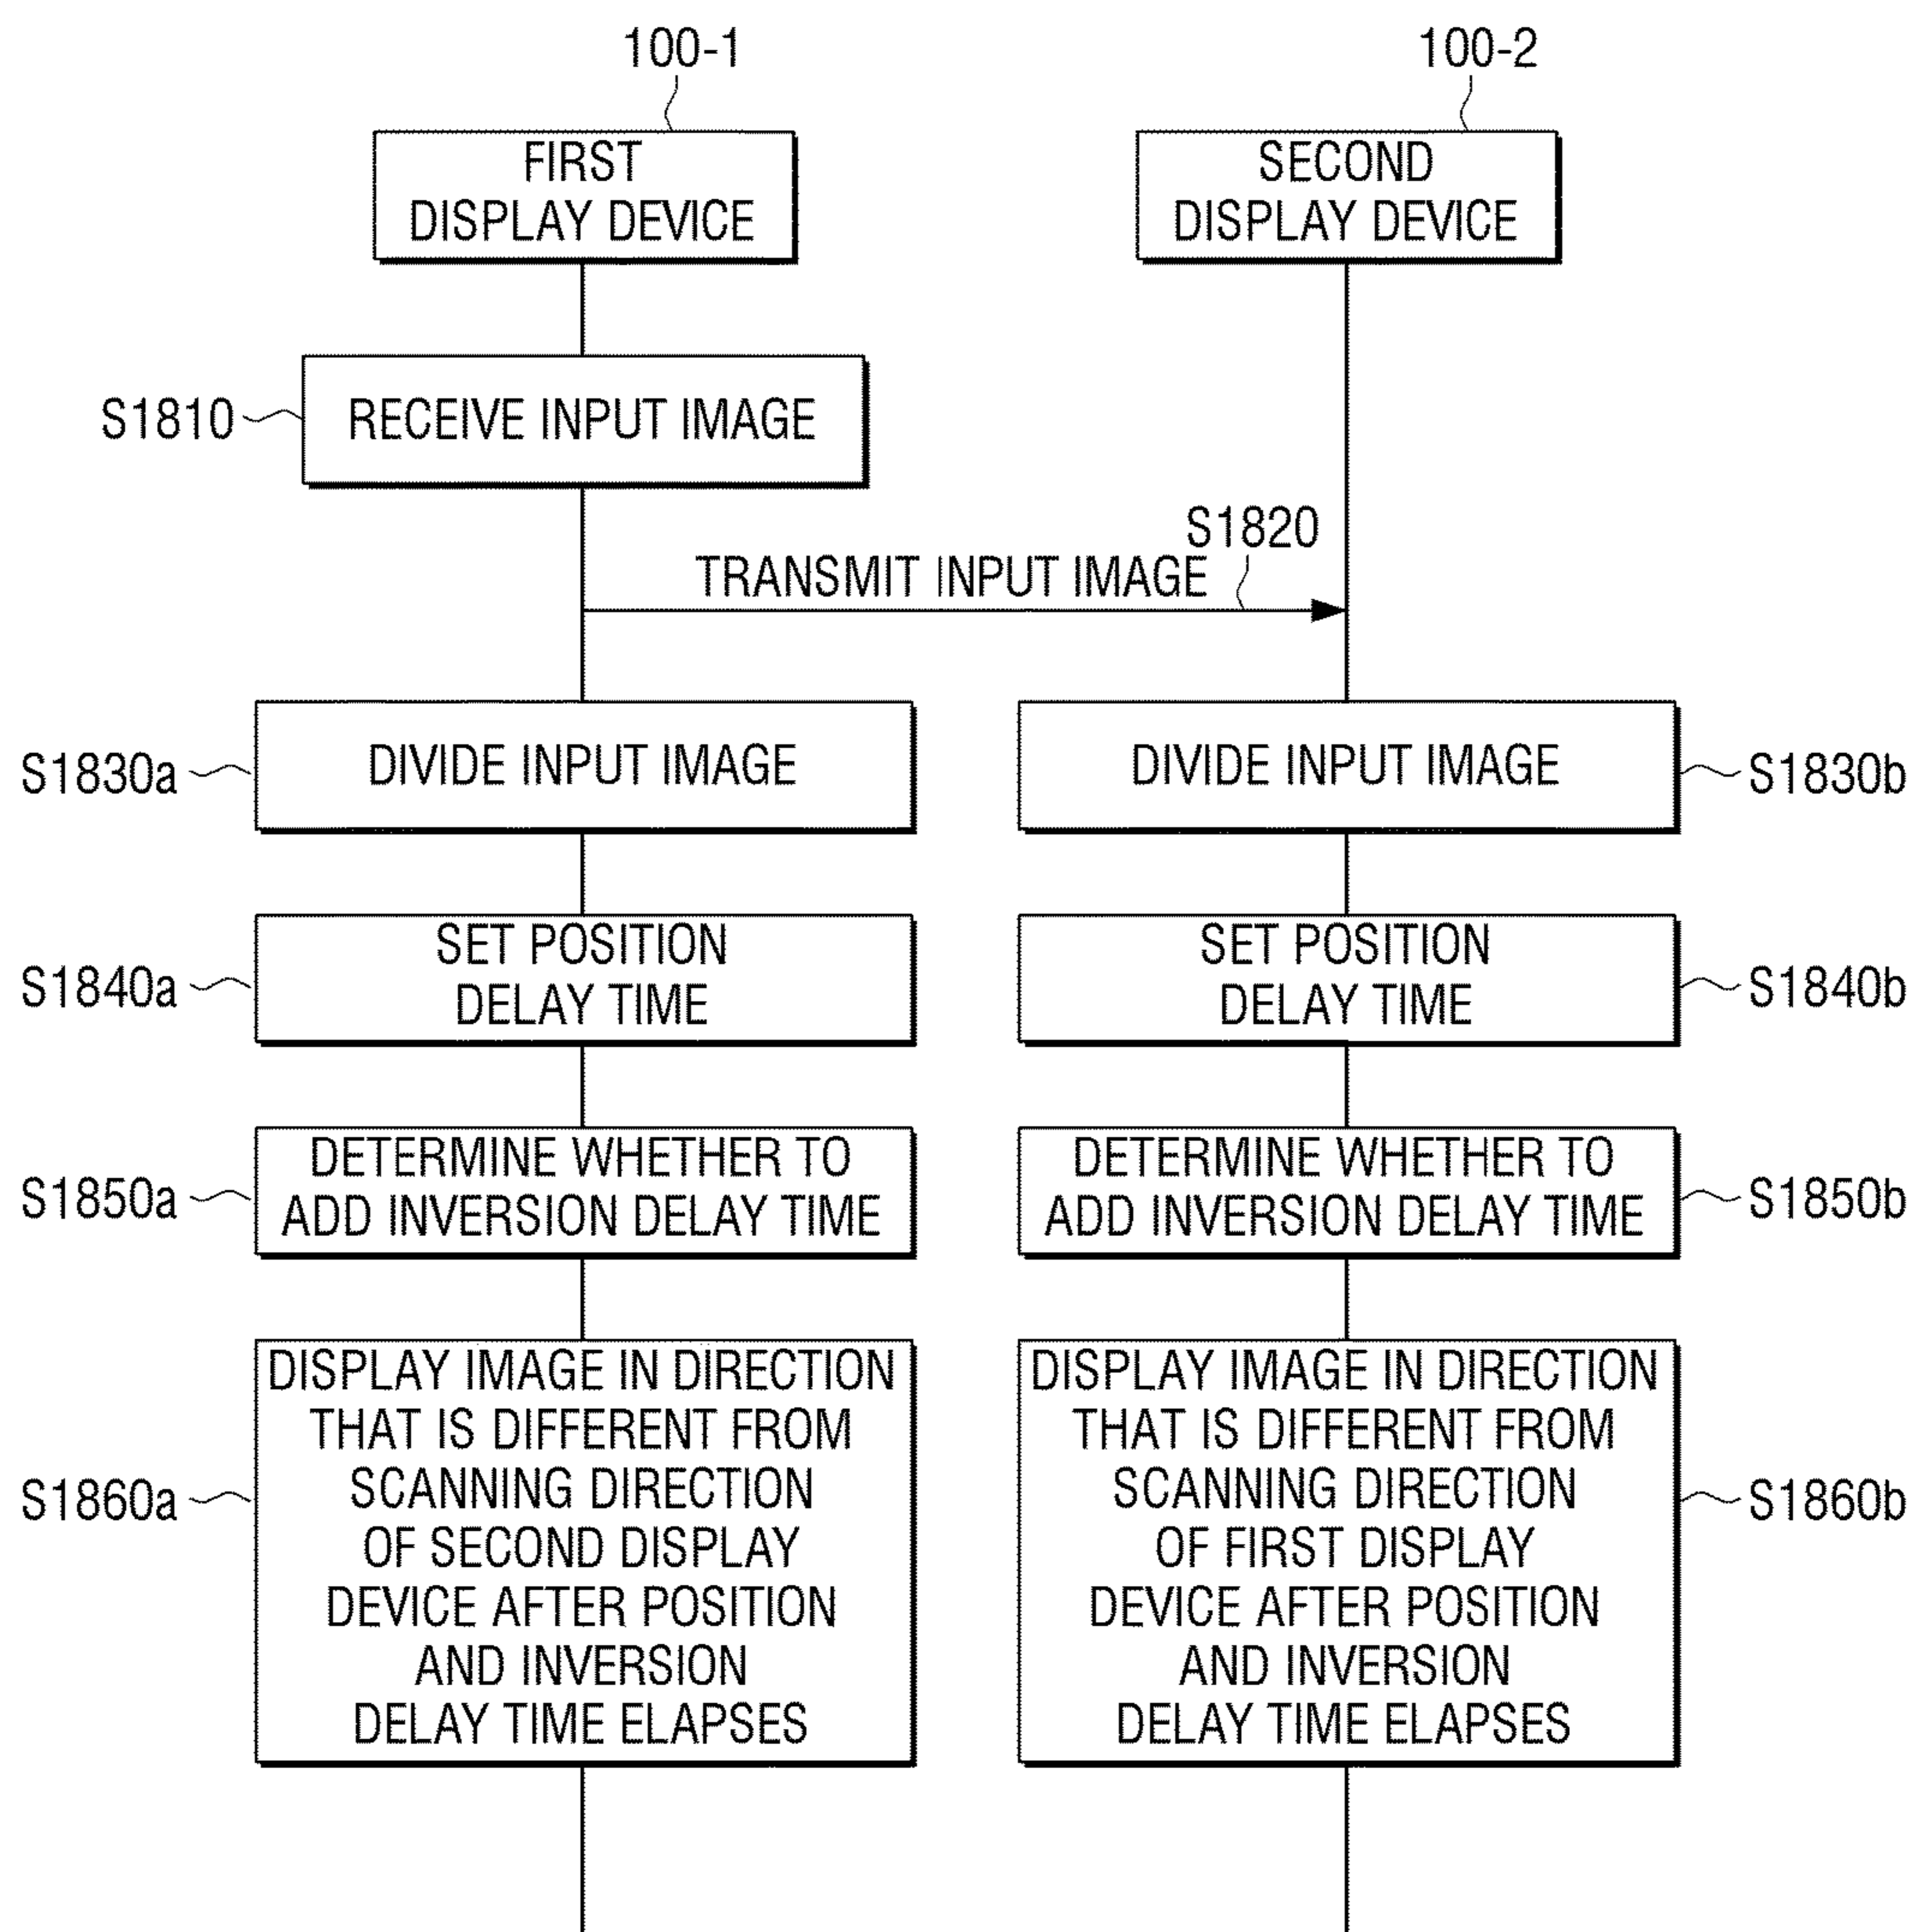 100-1
100-2
FIRST
DISPLAY DEVICE
SECOND
DISPLAY DEVICE
S1810
RECEIVE INPUT IMAGE
S1820
TRANSMIT INPUT IMAGE
S1830a
DIVIDE INPUT IMAGE
DIVIDE INPUT IMAGE
S1830b
S1840a
SET POSITION
DELAY TIME
SET POSITION
DELAY TIME
S1840b
S1850a
DETERMINE WHETHER TO
ADD INVERSION DELAY TIME
DETERMINE WHETHER TO
ADD INVERSION DELAY TIME
S1850b
S1860a
DISPLAY IMAGE IN DIRECTION
THAT IS DIFFERENT FROM
SCANNING DIRECTION
OF SECOND DISPLAY
DEVICE AFTER POSITION
AND INVERSION
DELAY TIME ELAPSES
DISPLAY IMAGE IN DIRECTION
THAT IS DIFFERENT FROM
SCANNING DIRECTION
OF FIRST DISPLAY
DEVICE AFTER POSITION
AND INVERSION
DELAY TIME ELAPSES
S1860b